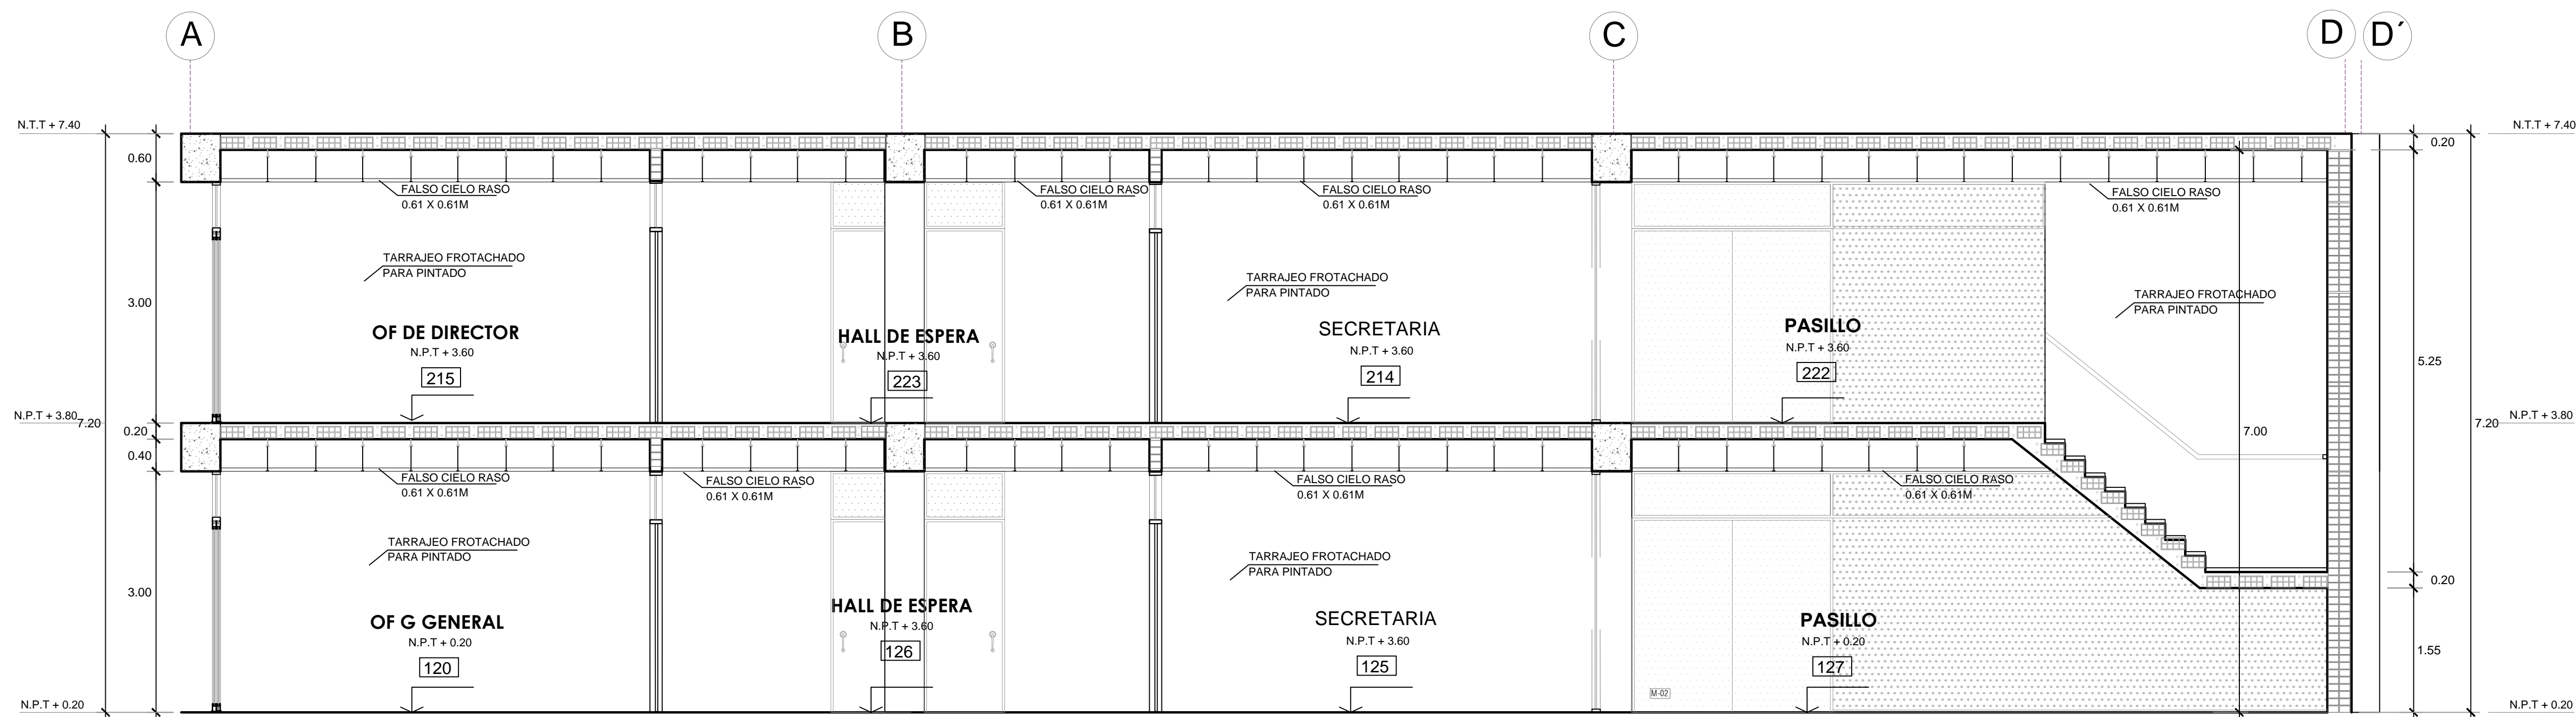 A
B
C
D
D´
N.T.T + 7.40
N.T.T + 7.40
0.60
0.20
FALSO CIELO RASO
0.61 X 0.61M
FALSO CIELO RASO
0.61 X 0.61M
FALSO CIELO RASO
0.61 X 0.61M
FALSO CIELO RASO
0.61 X 0.61M
TARRAJEO FROTACHADO
PARA PINTADO
TARRAJEO FROTACHADO
PARA PINTADO
TARRAJEO FROTACHADO
PARA PINTADO
3.00
OF DE DIRECTOR
N.P.T + 3.60
215
HALL DE ESPERA
N.P.T + 3.60
223
SECRETARIA
N.P.T + 3.60
214
PASILLO
N.P.T + 3.60
222
5.25
N.P.T + 3.80
7.20
0.20
0.40
7.00
7.20
N.P.T + 3.80
FALSO CIELO RASO
0.61 X 0.61M
FALSO CIELO RASO
0.61 X 0.61M
FALSO CIELO RASO
0.61 X 0.61M
FALSO CIELO RASO
0.61 X 0.61M
TARRAJEO FROTACHADO
PARA PINTADO
TARRAJEO FROTACHADO
PARA PINTADO
3.00
0.20
OF G GENERAL
N.P.T + 0.20
120
HALL DE ESPERA
N.P.T + 3.60
126
SECRETARIA
N.P.T + 3.60
125
PASILLO
N.P.T + 0.20
127
1.55
M-02
N.P.T + 0.20
N.P.T + 0.20